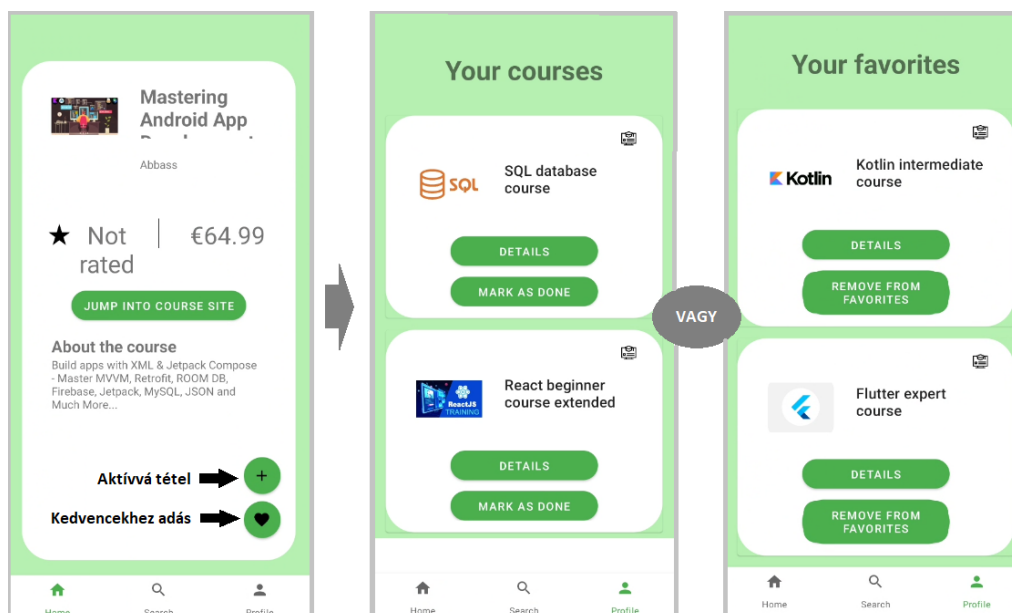 Mastering
Android App
Abbass
Not
rated
€64.99
JUMP INTO COURSE SITE
About the course
Build apps with XML & Jetpack Compose
- Master MVVM, Retrofit, ROOM DB,
Firebase, Jetpack, MySQL, JSON and
Much More...
Aktívvá tétel
Kedvencekhez adás
Home
Search
Profile
Your courses
SQL
SQL database
course
DETAILS
MARK AS DONE
ReactJS
TRAINING
React beginner
course extended
DETAILS
MARK AS DONE
Home
Search
Profile
VAGY
Your favorites
Kotlin
Kotlin intermediate
course
DETAILS
REMOVE FROM
FAVORITES
Flutter expert
course
DETAILS
REMOVE FROM
FAVORITES
Home
Search
Profile